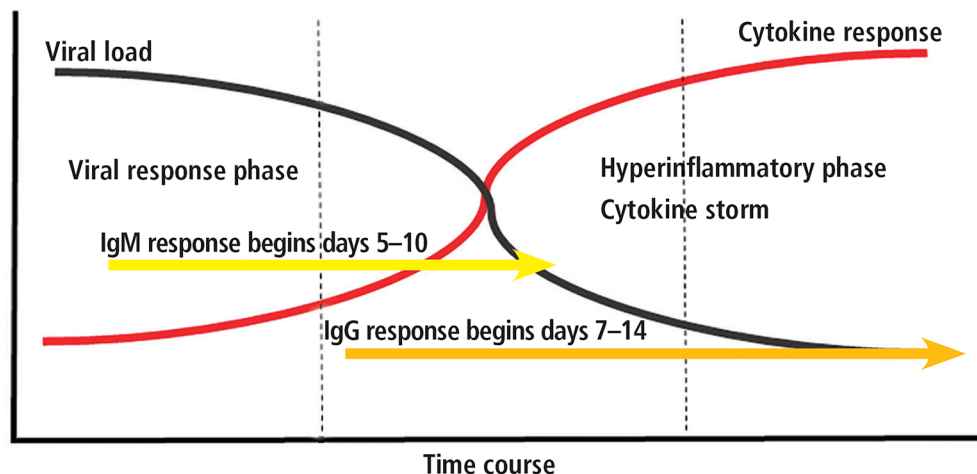 Viral load
Cytokine response
Viral response phase
Hyperinflammatory phase
Cytokine storm
IgM response begins days 5–10
IgG response begins days 7–14
Time course